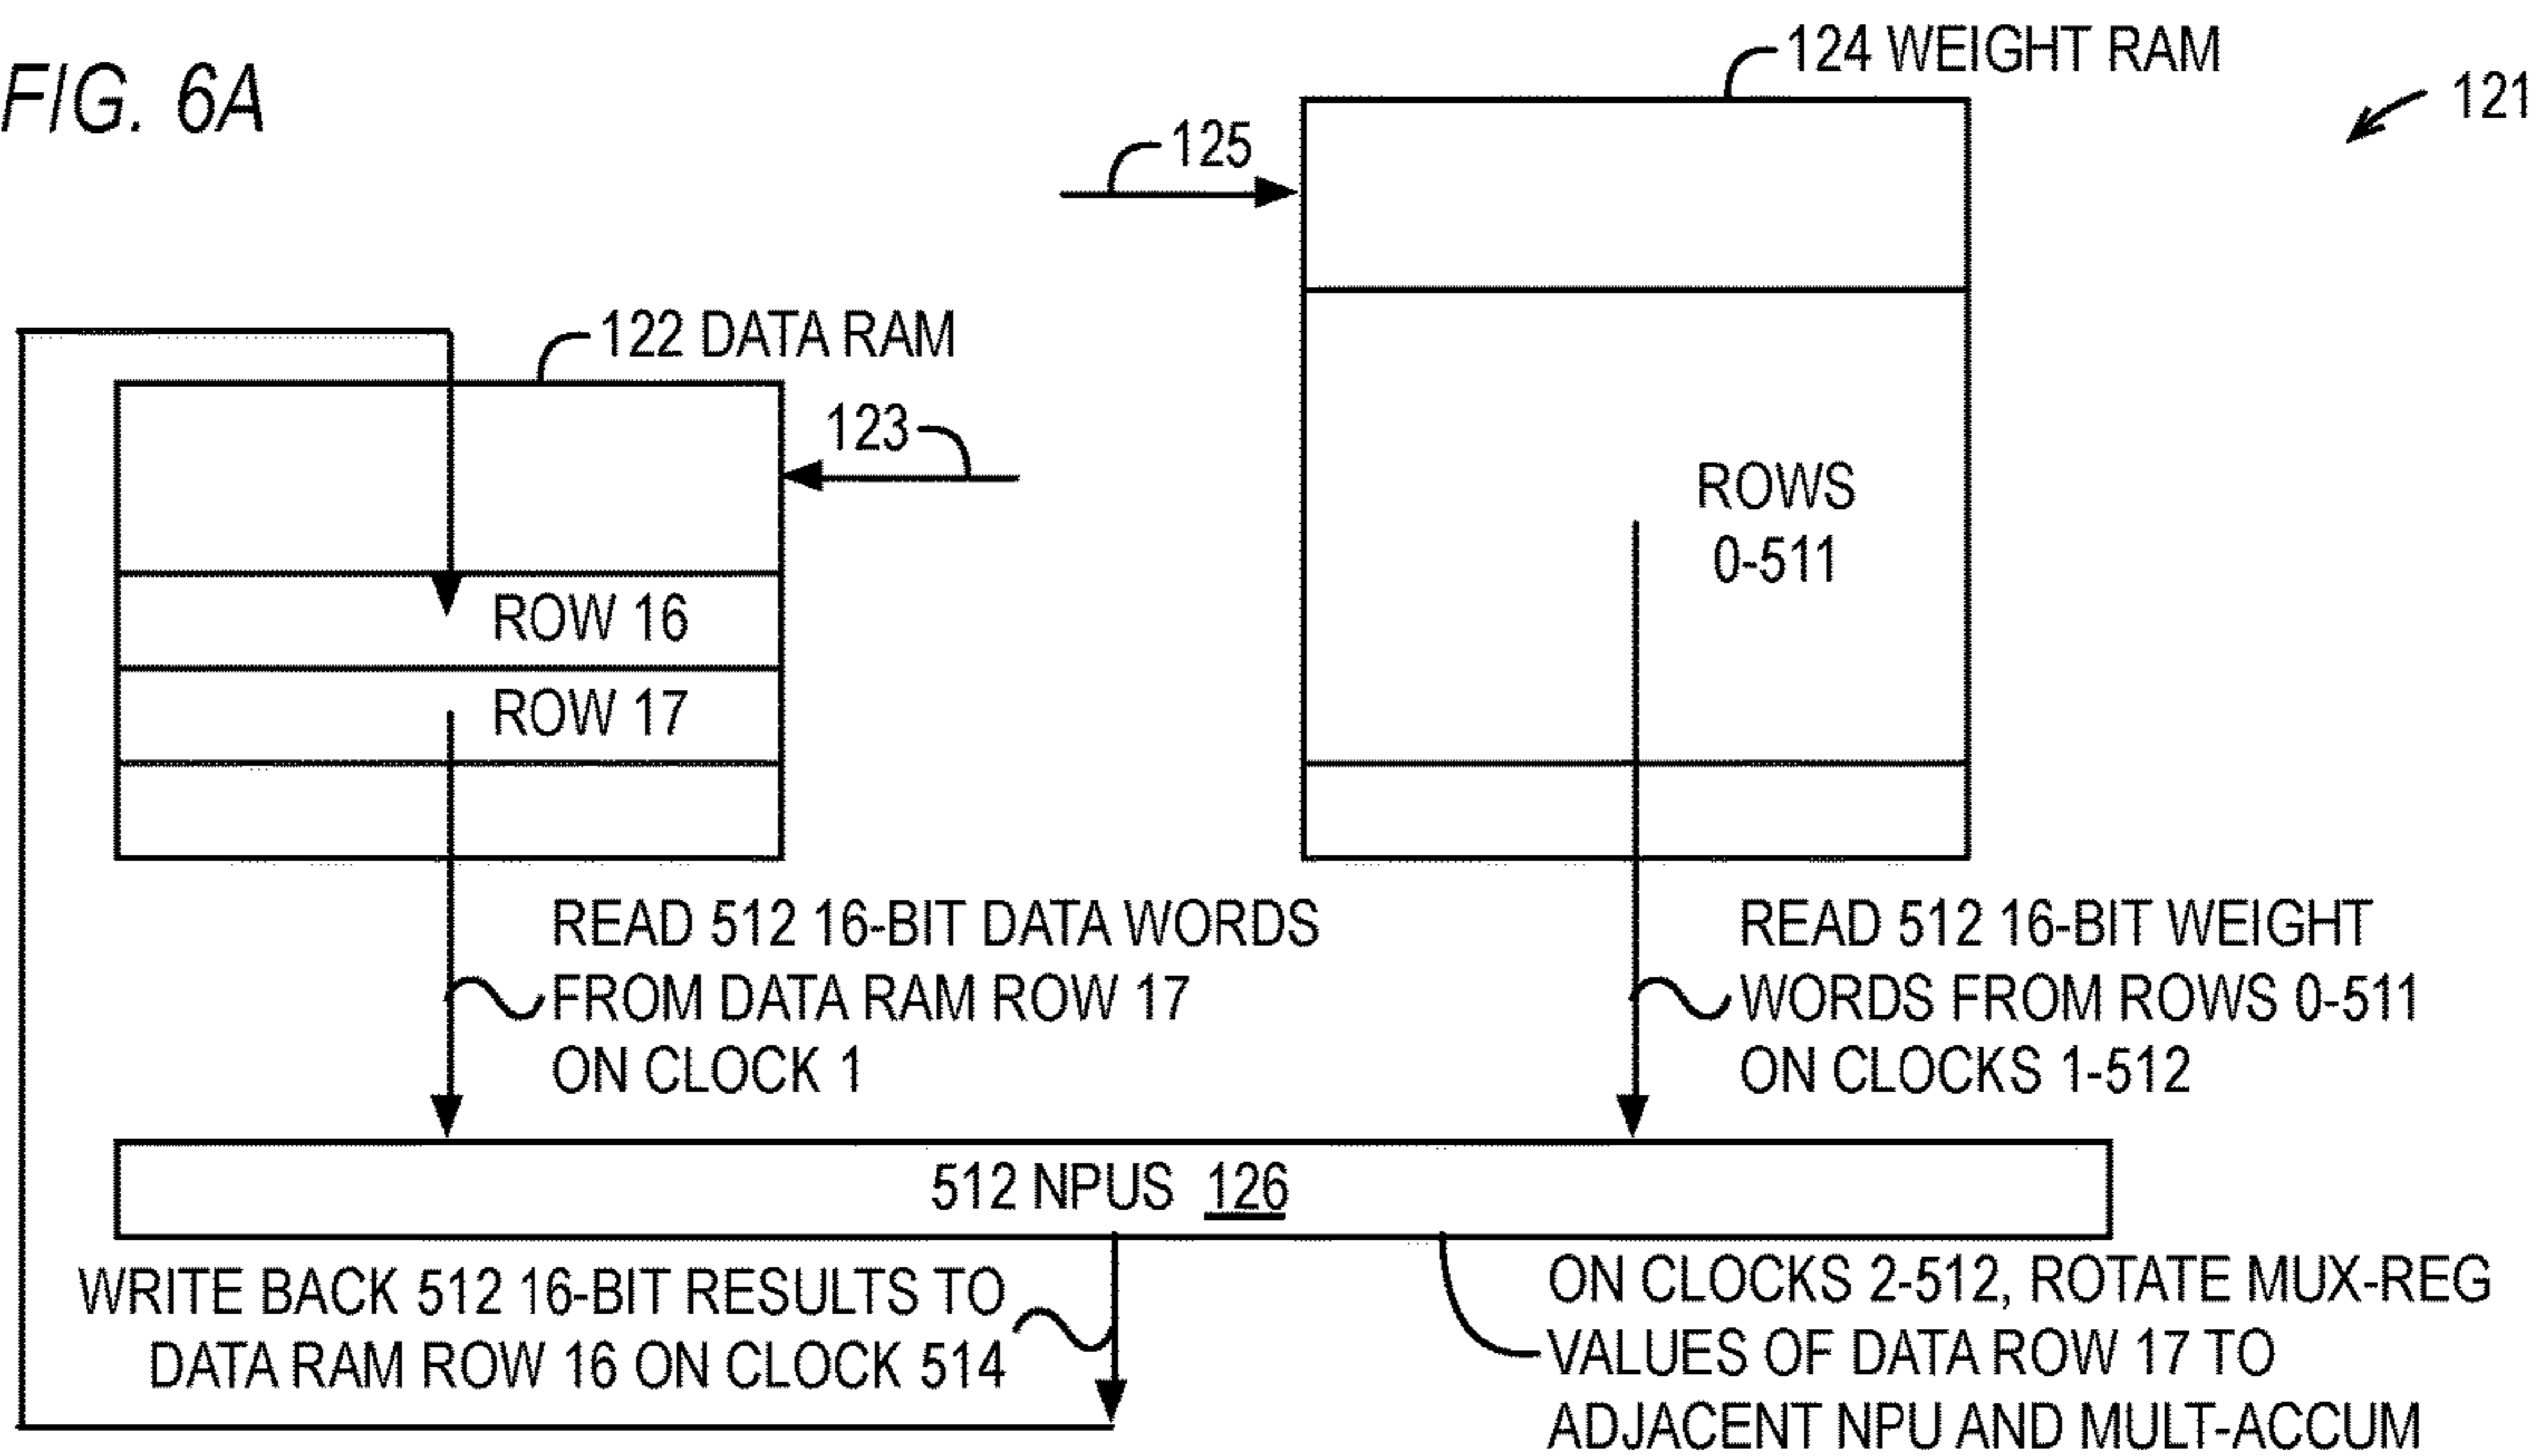 FIG. 6A
124 WEIGHT RAM
121
125
122 DATA RAM
123
ROWS
0-511
ROW 16
ROW 17
READ 512 16-BIT DATA WORDS
FROM DATA RAM ROW 17
ON CLOCK 1
READ 512 16-BIT WEIGHT
WORDS FROM ROWS 0-511
ON CLOCKS 1-512
512 NPUS 126
WRITE BACK 512 16-BIT RESULTS TO
DATA RAM ROW 16 ON CLOCK 514
ON CLOCKS 2-512, ROTATE MUX-REG
VALUES OF DATA ROW 17 TO
ADJACENT NPU AND MULT-ACCUM